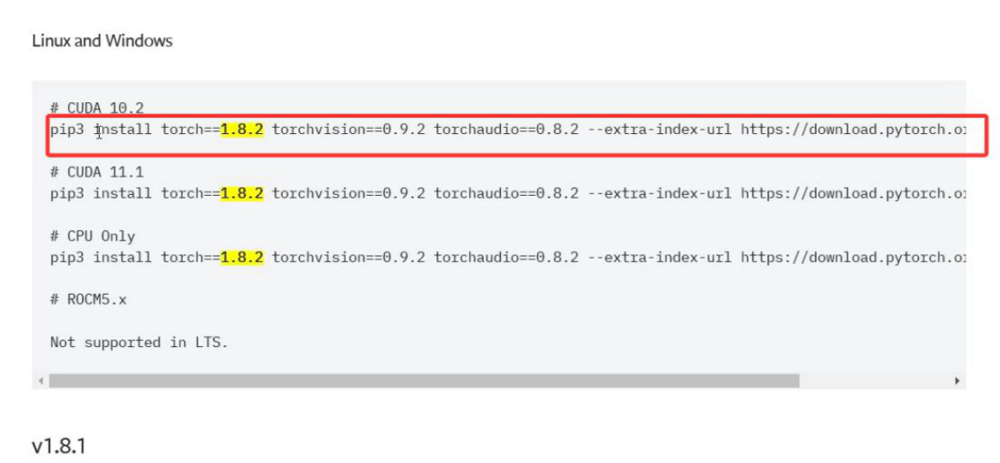 Linux and Windows
# CUDA 10.2
pip3 install torch==1.8.2 torchvision==0.9.2 torchaudio==0.8.2 --extra-index-url https://download.pytorch.or
# CUDA 11.1
pip3 install torch==1.8.2 torchvision==0.9.2 torchaudio==0.8.2 --extra-index-url https://download.pytorch.or
# CPU Only
pip3 install torch==1.8.2 torchvision==0.9.2 torchaudio==0.8.2 --extra-index-url https://download.pytorch.or
# ROCM5.x
Not supported in LTS.
v1.8.1